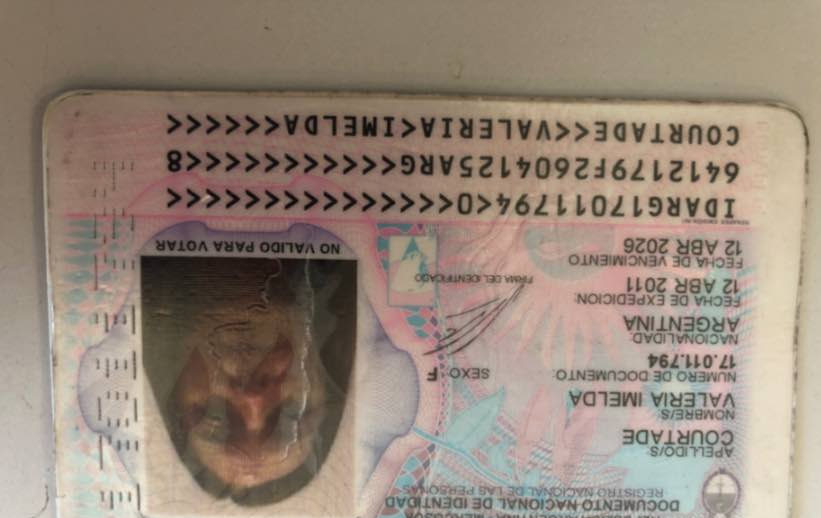 REGISTRO NACIONAL DE LAS PERSONAS
DOCUMENTO NACIONAL DE IDENTIDAD
APELLIDO/S:
COURTADE
NOMBRE/S:
VALERIA IMELDA
NUMERO DE DOCUMENTO:
17.011.794
SEXO: F
NACIONALIDAD:
ARGENTINA
FECHA DE EXPEDICION:
12 ABR 2011
FECHA DE VENCIMIENTO
12 ABR 2026
FIRMA DEL IDENTIFICADO
NO VALIDO PARA VOTAR
IDARG17011794<0<<<<<<<<<<<<<<<
6412179F2604125ARG<<<<<<<<<<<8
COURTADE<<VALERIA<IMELDA<<<<<<